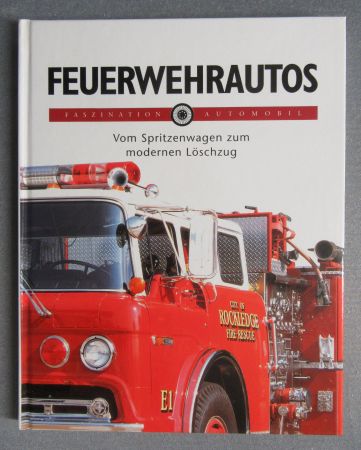 FEUERWEHRAUTOS
FASZINATION AUTOMOBIL
Vom Spritzenwagen zum
modernen Löschzug
CITY OF
ROCKLEDGE
FIRE RESCUE
E1